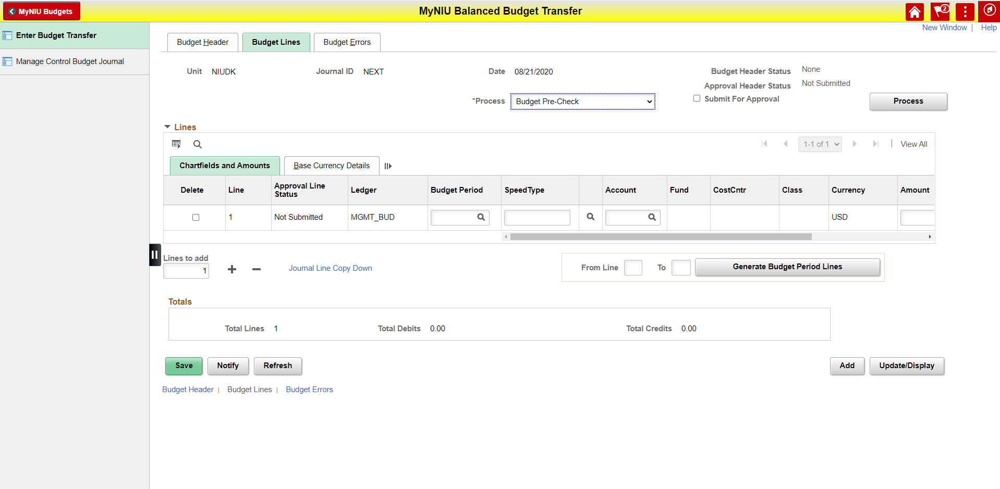 MyNIU Budgets
MyNIU Balanced Budget Transfer
2
New Window | Help
Enter Budget Transfer
Manage Control Budget Journal
Budget Header
Budget Lines
Budget Errors
Unit NIUDK
Journal ID NEXT
Date 08/21/2020
Budget Header Status None
Approval Header Status Not Submitted
*Process Budget Pre-Check
Submit For Approval
Process
Lines
1-1 of 1
| View All
Chartfields and Amounts
Base Currency Details
Delete Line Approval Line Status Ledger Budget Period SpeedType Account Fund CostCntr Class Currency Amount
1 Not Submitted MGMT_BUD USD
Lines to add
1
Journal Line Copy Down
From Line To
Generate Budget Period Lines
Totals
Total Lines 1 Total Debits 0.00 Total Credits 0.00
Save
Notify
Refresh
Add
Update/Display
Budget Header | Budget Lines | Budget Errors